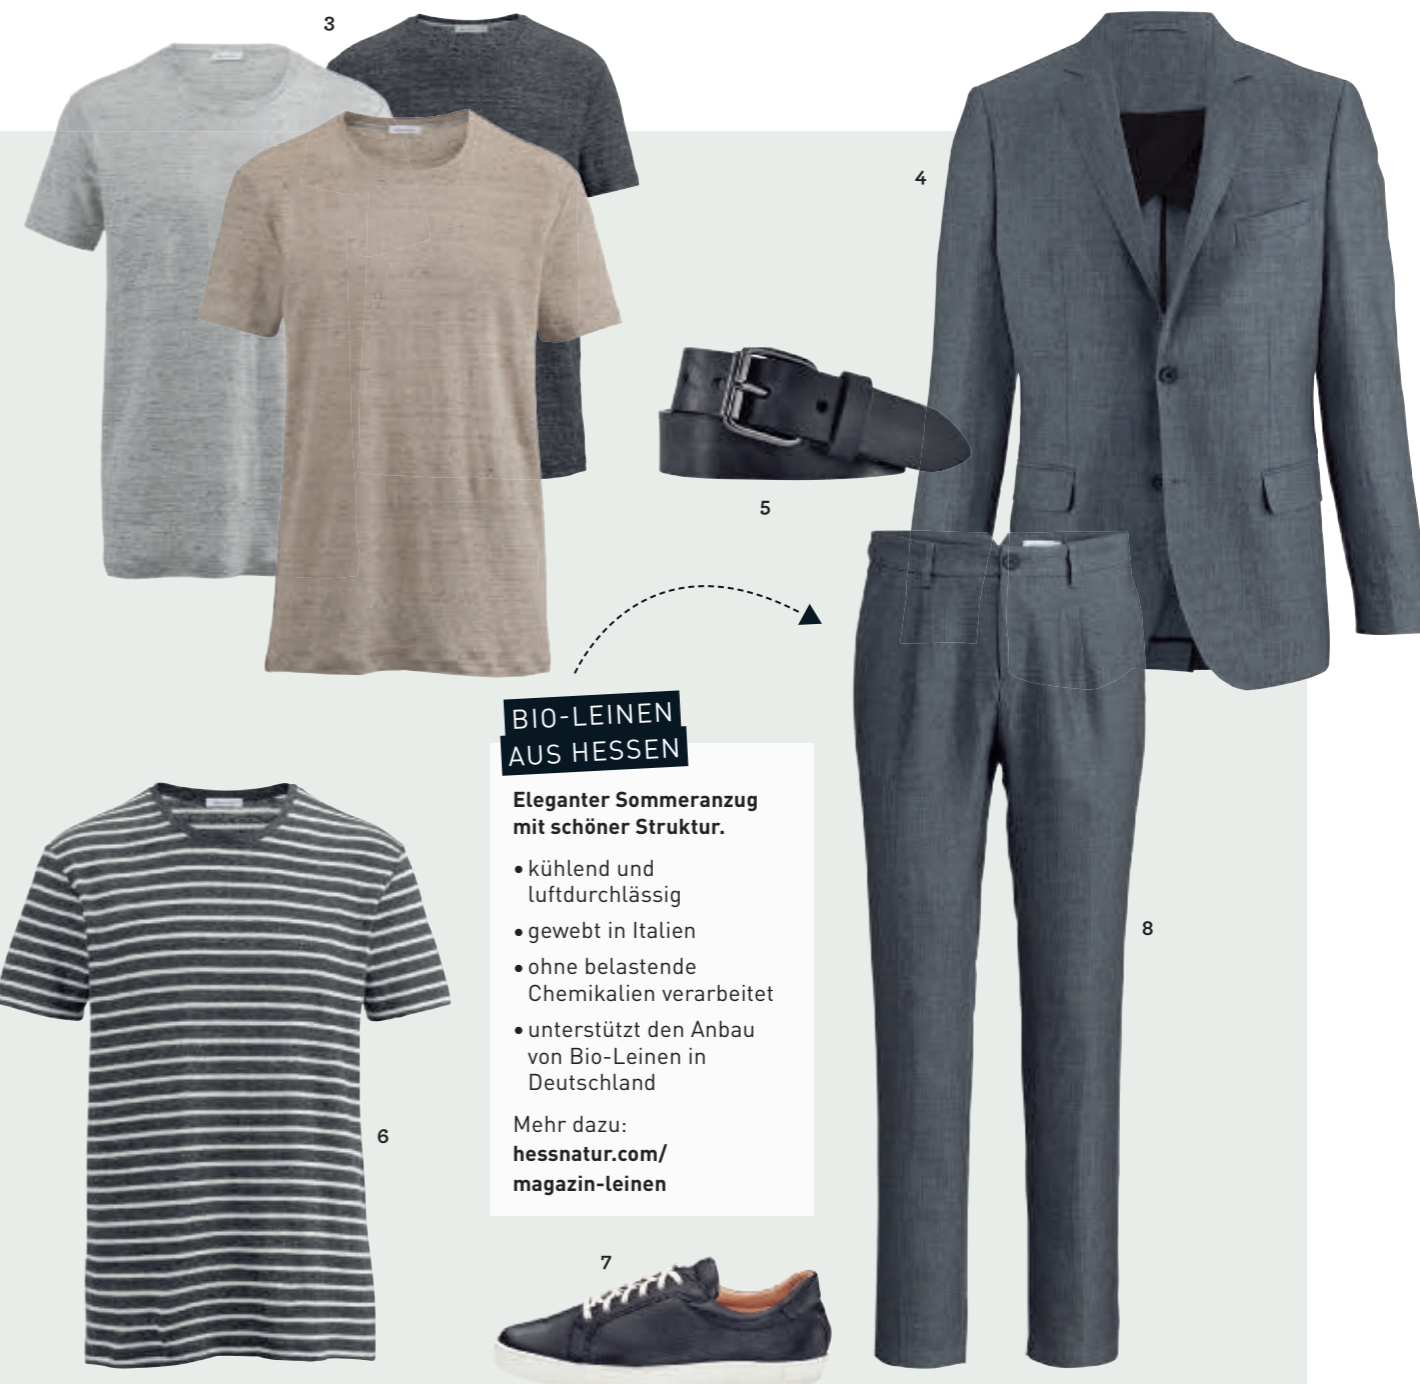 3
4
5
BIO-LEINEN
AUS HESSEN
Eleganter Sommeranzug
mit schöner Struktur.
• kühlend und
luftdurchlässig
• gewebt in Italien
• ohne belastende
Chemikalien verarbeitet
• unterstützt den Anbau
von Bio-Leinen in
Deutschland
Mehr dazu:
hessnatur.com/
magazin-leinen
6
7
8